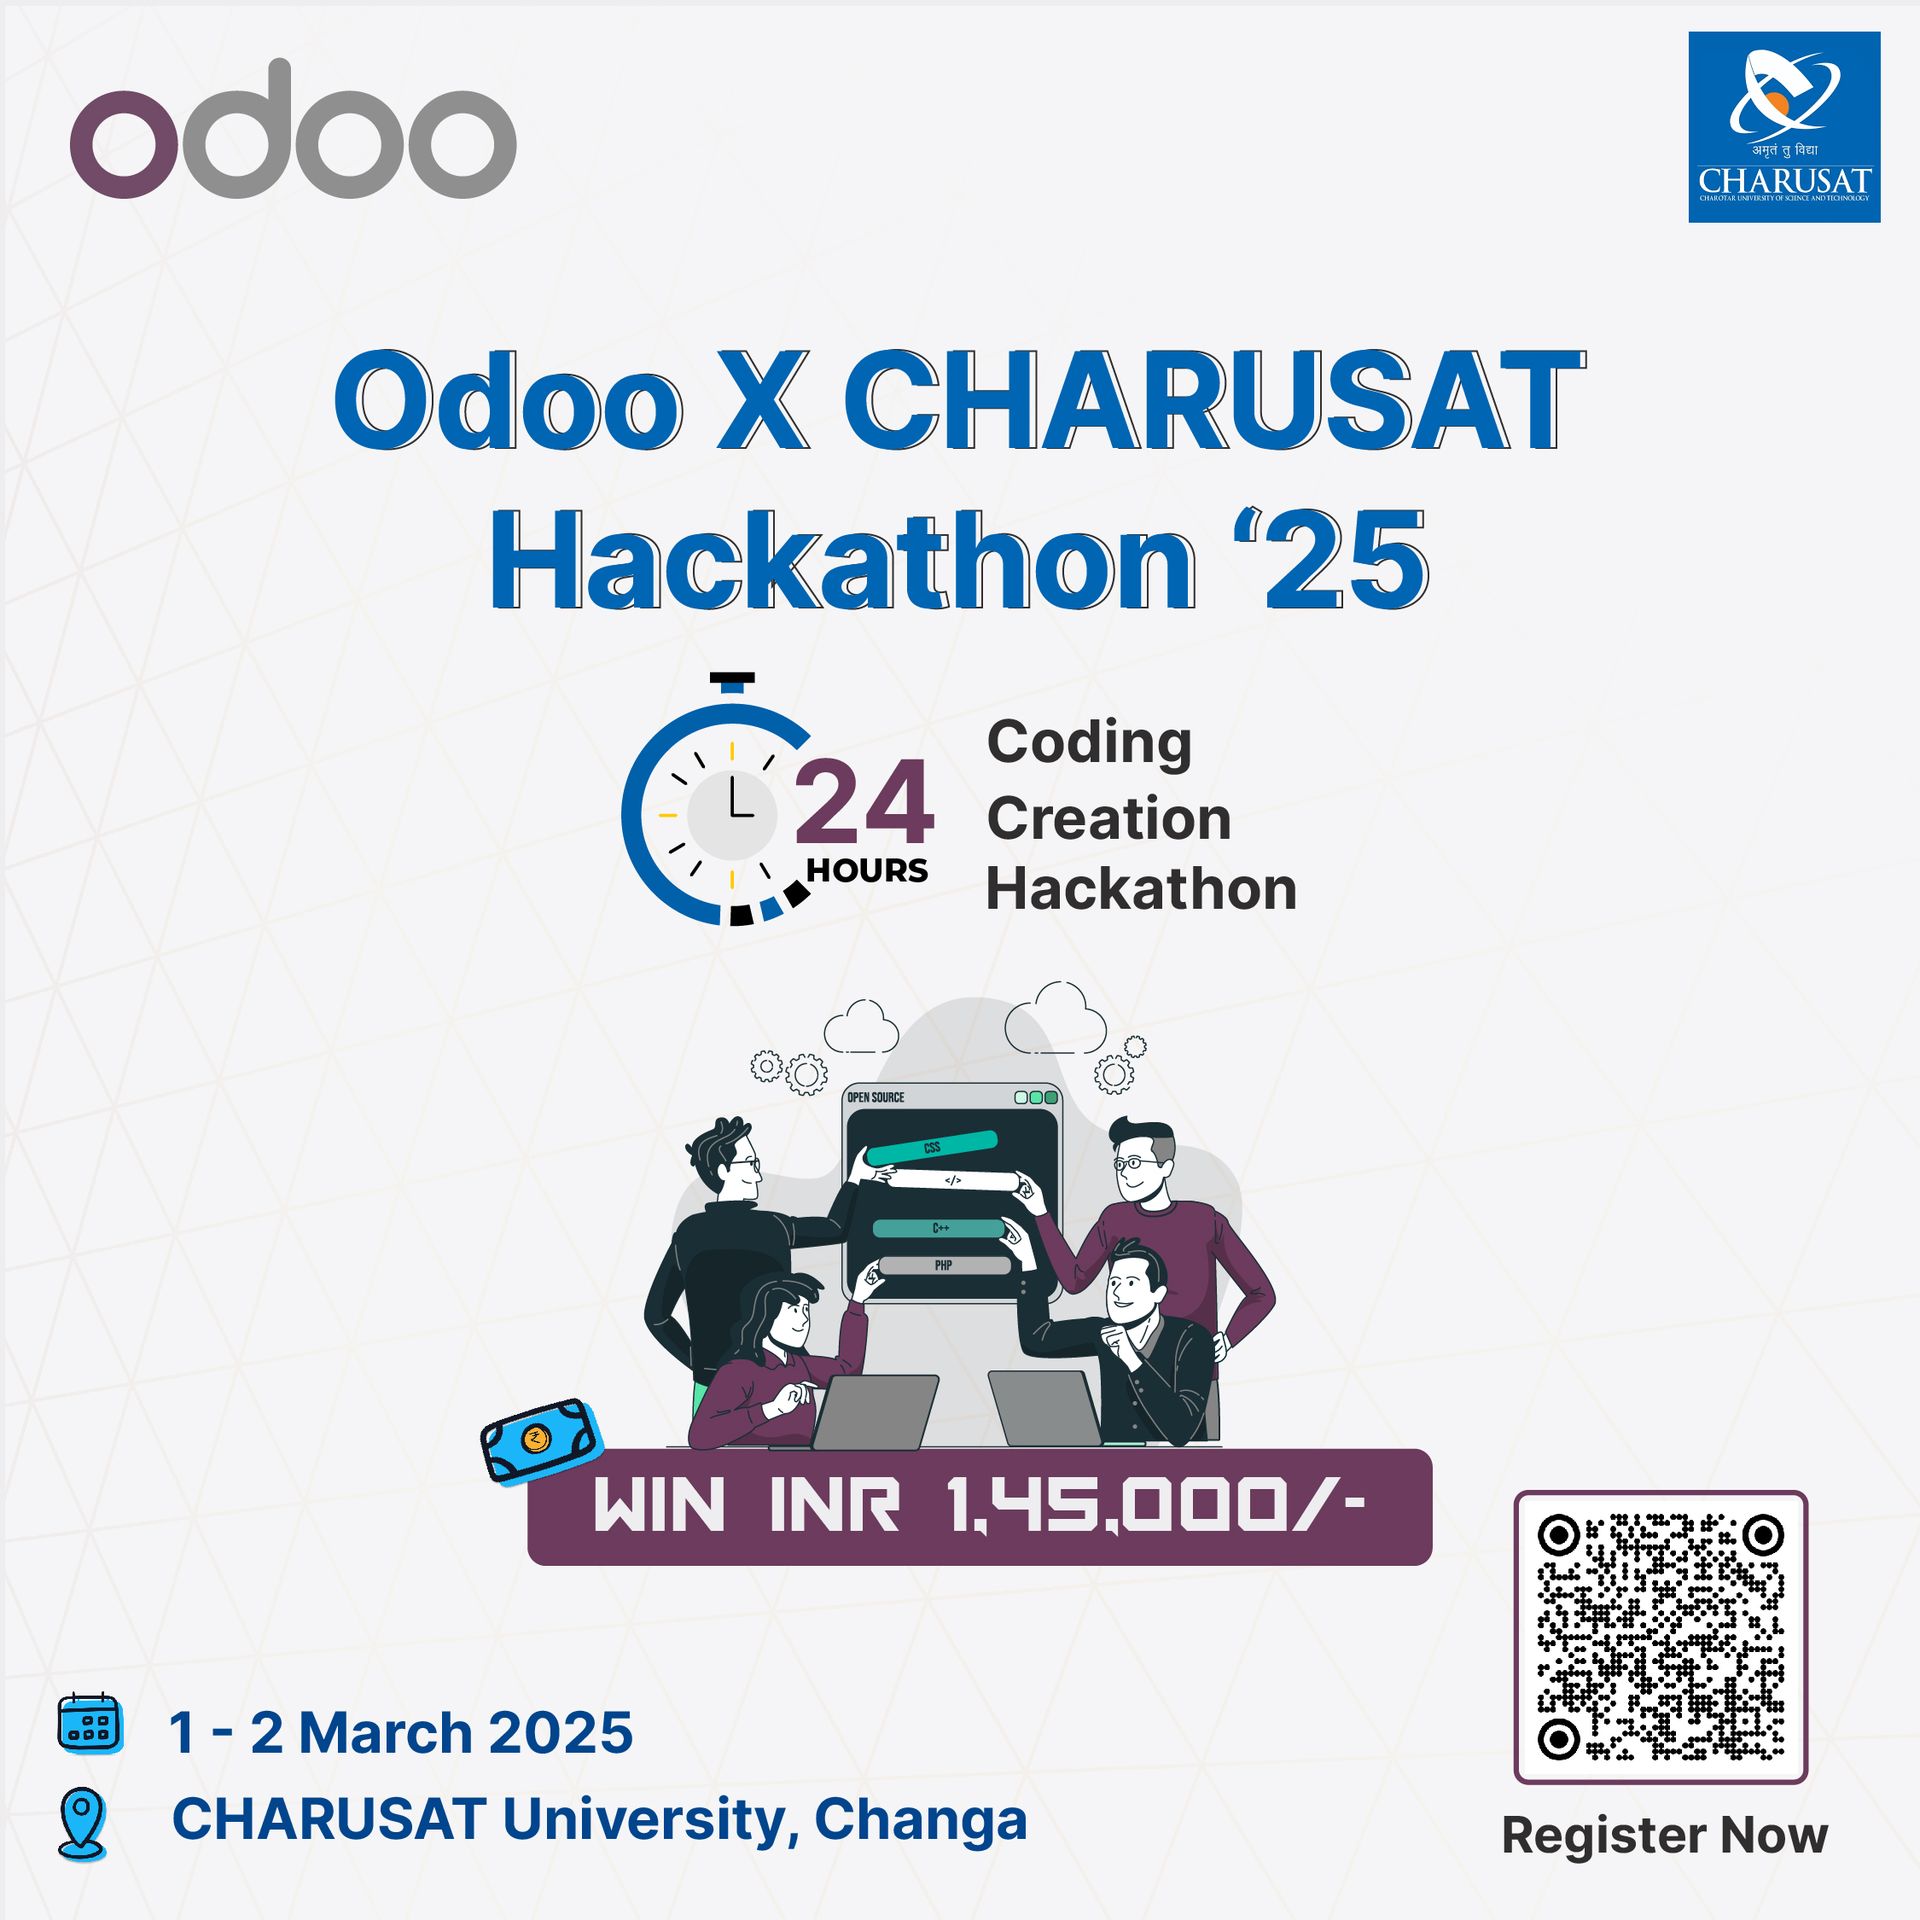 odoo
अमृतं तु विद्या
CHARUSAT
CHAROTAR UNIVERSITY OF SCIENCE AND TECHNOLOGY
Odoo X CHARUSAT
Hackathon ‘25
24
HOURS
Coding
Creation
Hackathon
OPEN SOURCE
CSS
</>
C++
PHP
₹
WIN INR 1,45,000/-
1 - 2 March 2025
CHARUSAT University, Changa
Register Now